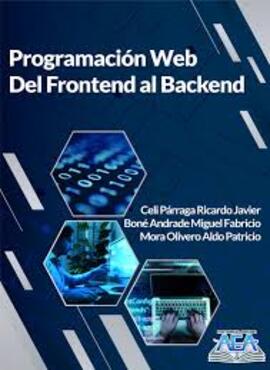 Programación Web
Del Frontend al Backend
Celi Párraga Ricardo Javier
Boné Andrade Miguel Fabricio
Mora Olivero Aldo Patricio
AEA